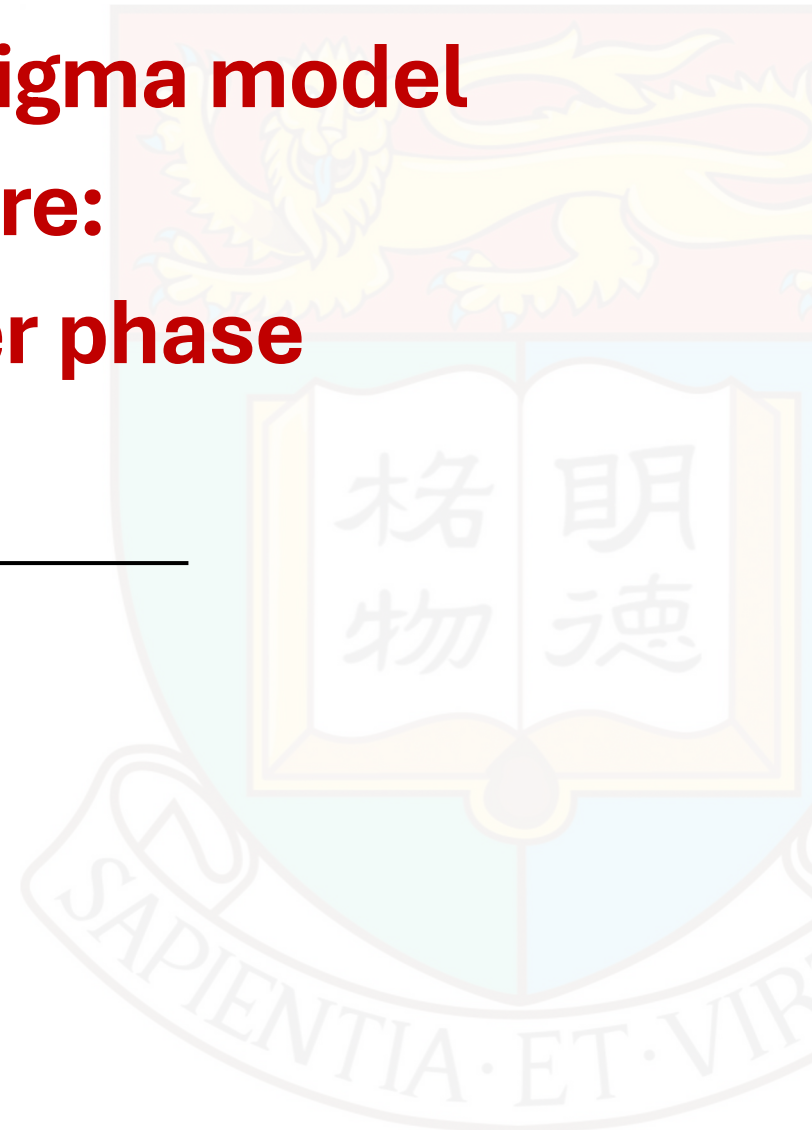 igma model
re:
er phase
明德
格物
SAPIENTIA·ET·VIR